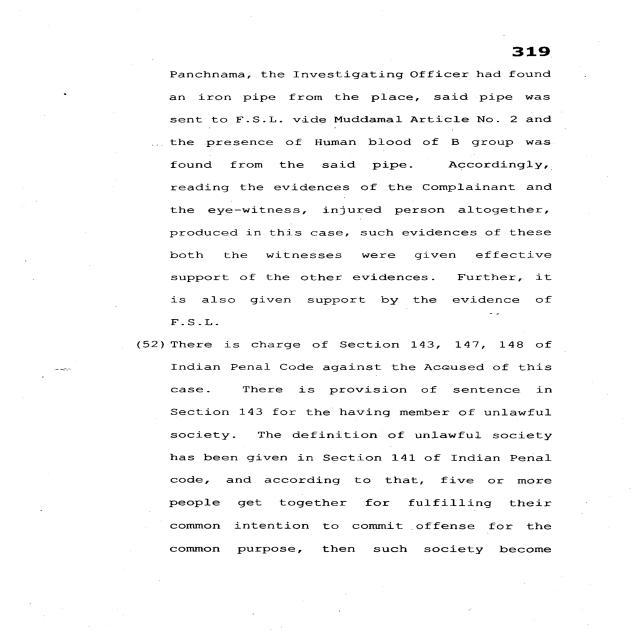 319
Panchnama, the Investigating Officer had found
an iron pipe from the place, said pipe was
sent to F.S.L. vide Muddamal Article No. 2 and
the presence of Human blood of B group was
found from the said pipe. Accordingly,
reading the evidences of the Complainant and
the eye-witness, injured person altogether,
produced in this case, such evidences of these
both the witnesses were given effective
support of the other evidences. Further, it
is also given support by the evidence of
F.S.L.
(52) There is charge of Section 143, 147, 148 of
Indian Penal Code against the Accused of this
case. There is provision of sentence in
Section 143 for the having member of unlawful
society. The definition of unlawful society
has been given in Section 141 of Indian Penal
code, and according to that, five or more
people get together for fulfilling their
common intention to commit offense for the
common purpose, then such society become